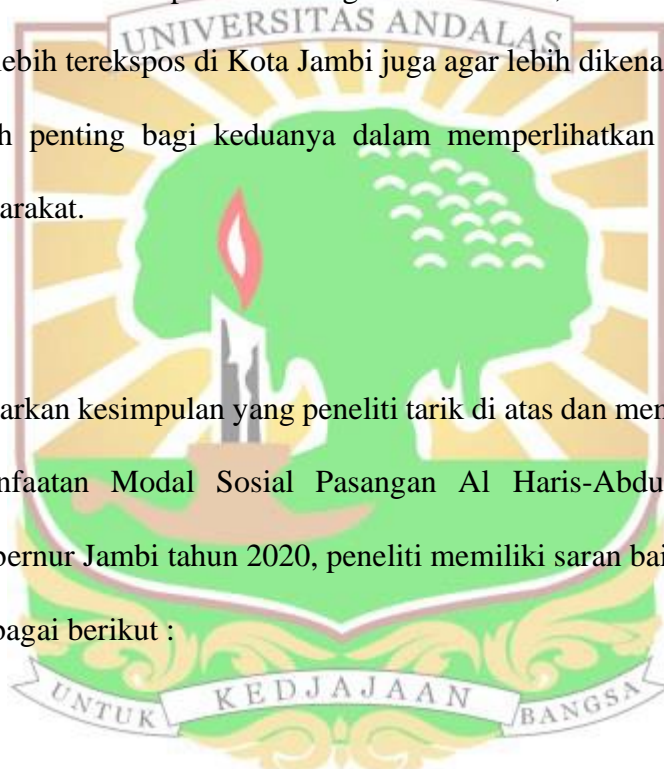 UNIVERSITAS ANDALAS
lebih terekspos di Kota Jambi juga agar lebih dikena
h penting bagi keduanya dalam memperlihatkan
arakat.
arkan kesimpulan yang peneliti tarik di atas dan men
nfaatan Modal Sosial Pasangan Al Haris-Abdu
bernur Jambi tahun 2020, peneliti memiliki saran bai
bagai berikut :
UNTUK KEDJAJAAN BANGSA